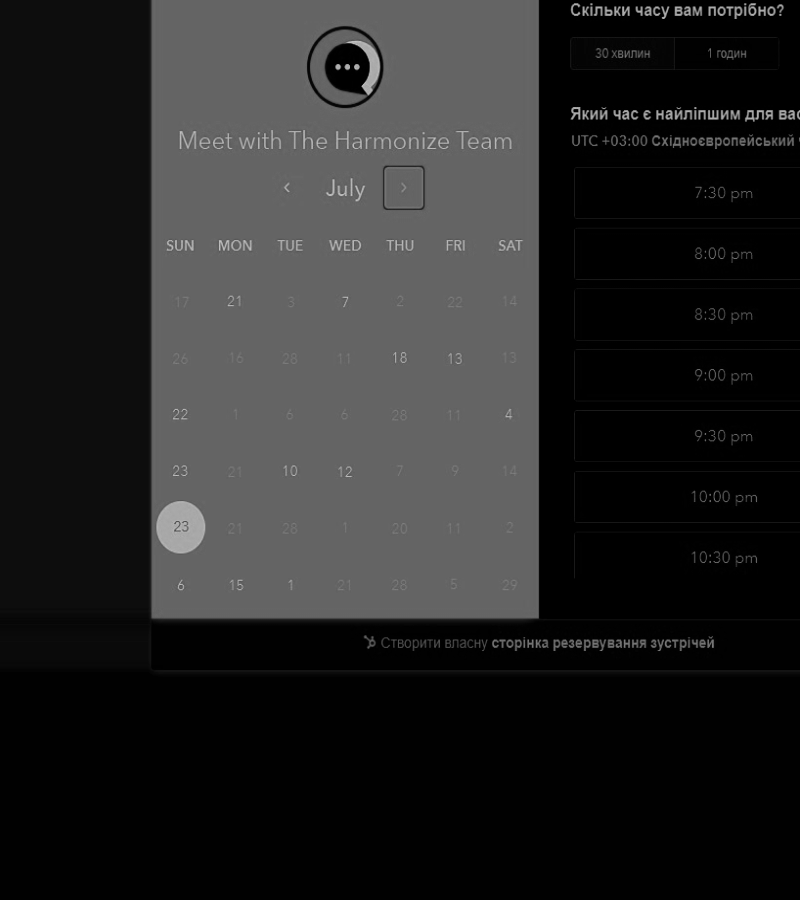 Meet with The Harmonize Team
July
SUN MON TUE WED THU FRI SAT
17 21 3 7 2 22 14
26 16 28 11 18 13 13
22 1 6 6 28 11 4
23 21 10 12 7 9 14
23 21 28 1 20 11 2
6 15 1 21 28 5 29
Скільки часу вам потрібно?
30 хвилин 1 годин
Який час є найліпшим для вас
UTC +03:00 Східноєвропейський
7:30 pm
8:00 pm
8:30 pm
9:00 pm
9:30 pm
10:00 pm
10:30 pm
Створити власну сторінка резервування зустрічей